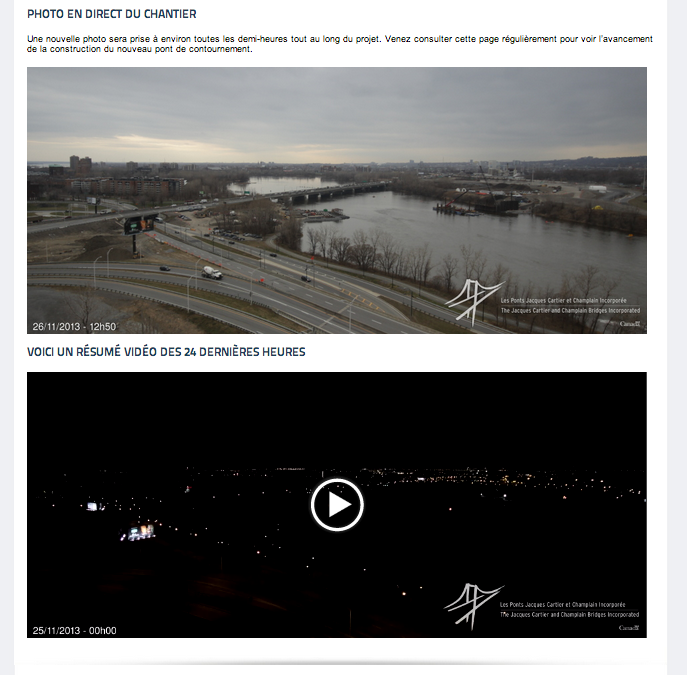 PHOTO EN DIRECT DU CHANTIER
Une nouvelle photo sera prise à environ toutes les demi-heures tout au long du projet. Venez consulter cette page régulièrement pour voir l'avancement
de la construction du nouveau pont de contournement.
Les Ponts Jacques Cartier et Champlain Incorporée
The Jacques Cartier and Champlain Bridges Incorporated
Canada
26/11/2013 - 12h50
VOICI UN RÉSUMÉ VIDÉO DES 24 DERNIÈRES HEURES
Les Ponts Jacques Cartier et Champlain Incorporée
The Jacques Cartier and Champlain Bridges Incorporated
Canada
25/11/2013 - 00h00